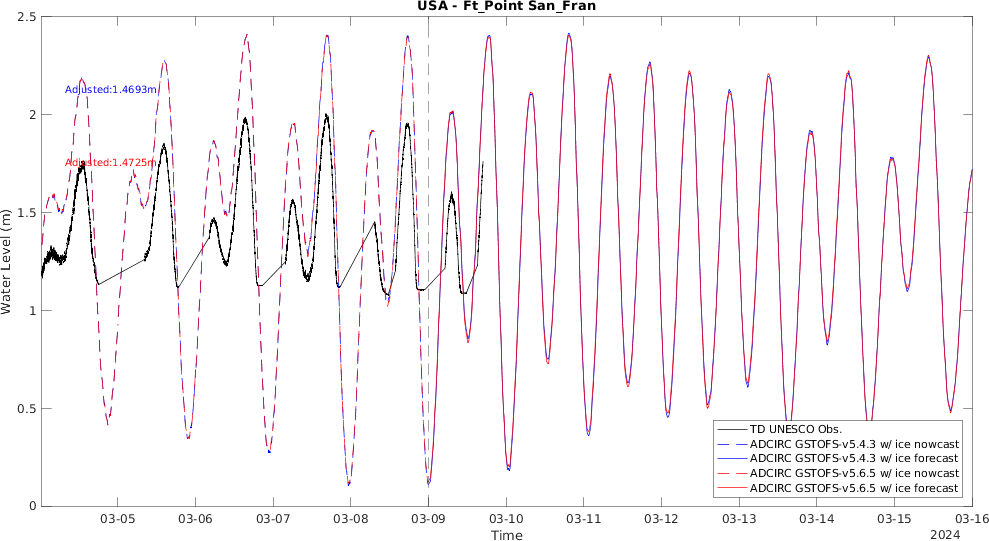 USA - Ft_Point San_Fran
2.5
2
1.5
1
0.5
0
Water Level (m)
Adjusted:1.4693m
Adjusted:1.4725m
TD UNESCO Obs.
ADCIRC GSTOFS-v5.4.3 w/ ice nowcast
ADCIRC GSTOFS-v5.4.3 w/ ice forecast
ADCIRC GSTOFS-v5.6.5 w/ ice nowcast
ADCIRC GSTOFS-v5.6.5 w/ ice forecast
03-05 03-06 03-07 03-08 03-09 03-10 03-11 03-12 03-13 03-14 03-15 03-16
Time
2024